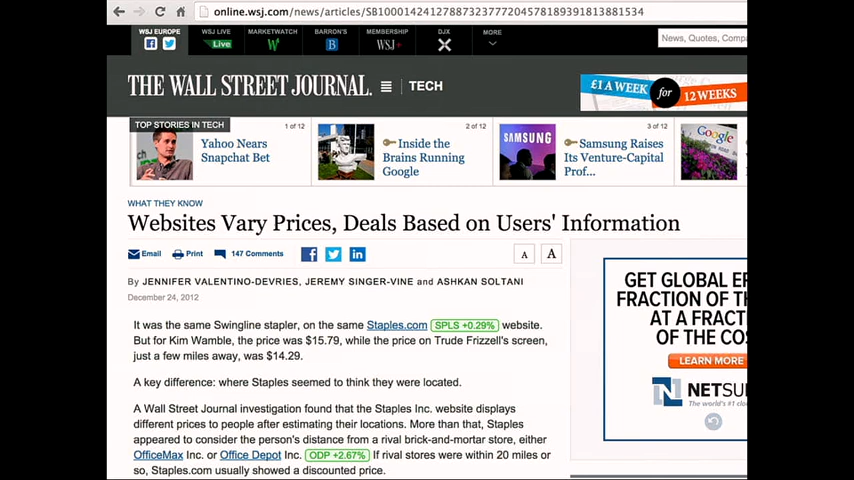 online.wsj.com/news/articles/SB10001424127887323777204578189391813881534
WSJ EUROPE
WSJ LIVE
MARKETWATCH
BARRON'S
MEMBERSHIP
DJX
MORE
Live
W
B
WSJ+
News, Quotes, Compa
THE WALL STREET JOURNAL.
TECH
£1 A WEEK for 12 WEEKS
TOP STORIES IN TECH
1 of 12
Yahoo Nears
Snapchat Bet
2 of 12
Inside the
Brains Running
Google
SAMSUNG
3 of 12
Samsung Raises
Its Venture-Capital
Prof...
Google
WHAT THEY KNOW
Websites Vary Prices, Deals Based on Users' Information
Email
Print
147 Comments
A
A
By JENNIFER VALENTINO-DEVRIES, JEREMY SINGER-VINE and ASHKAN SOLTANI
December 24, 2012
It was the same Swingline stapler, on the same Staples.com SPLS +0.29% website.
But for Kim Wamble, the price was $15.79, while the price on Trude Frizzell's screen,
just a few miles away, was $14.29.
A key difference: where Staples seemed to think they were located.
A Wall Street Journal investigation found that the Staples Inc. website displays
different prices to people after estimating their locations. More than that, Staples
appeared to consider the person's distance from a rival brick-and-mortar store, either
OfficeMax Inc. or Office Depot Inc. ODP +2.67% If rival stores were within 20 miles or
so, Staples.com usually showed a discounted price.
GET GLOBAL EF
FRACTION OF TH
AT A FRACT
OF THE COS
LEARN MORE
N NETSU
The world's #1 clo